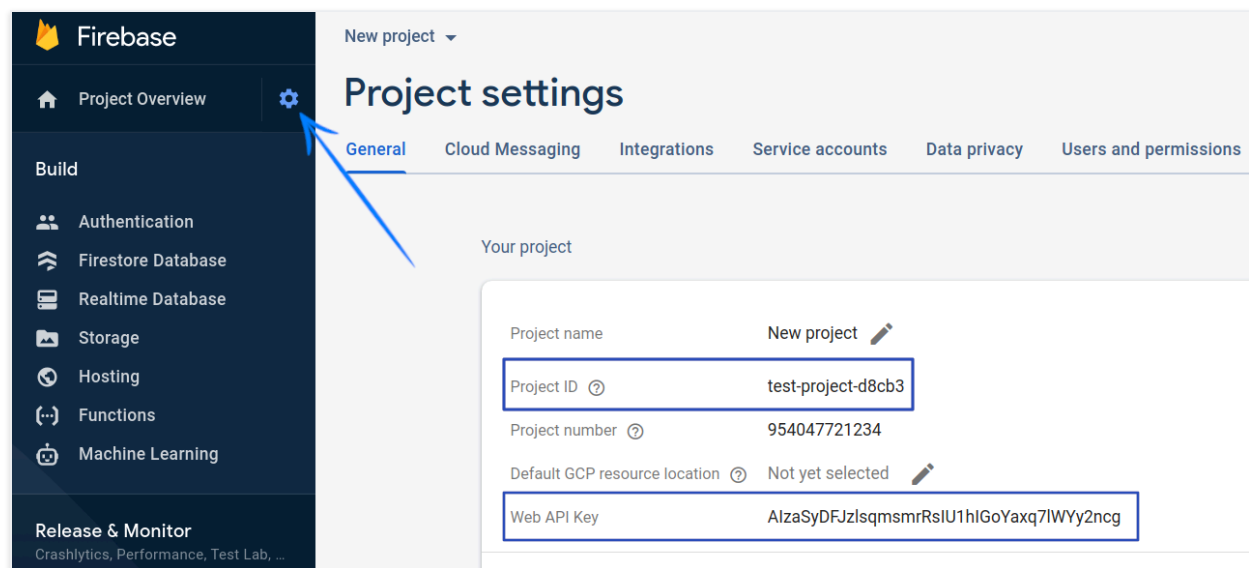 Firebase
Project Overview
Build
Authentication
Firestore Database
Realtime Database
Storage
Hosting
Functions
Machine Learning
Release & Monitor
Crashlytics, Performance, Test Lab, ...
New project
Project settings
General Cloud Messaging Integrations Service accounts Data privacy Users and permissions
Your project
Project name New project
Project ID test-project-d8cb3
Project number 954047721234
Default GCP resource location Not yet selected
Web API Key AIzaSyDFJzlsqmsmrRsIU1hIGoYaxq7lWYy2ncg